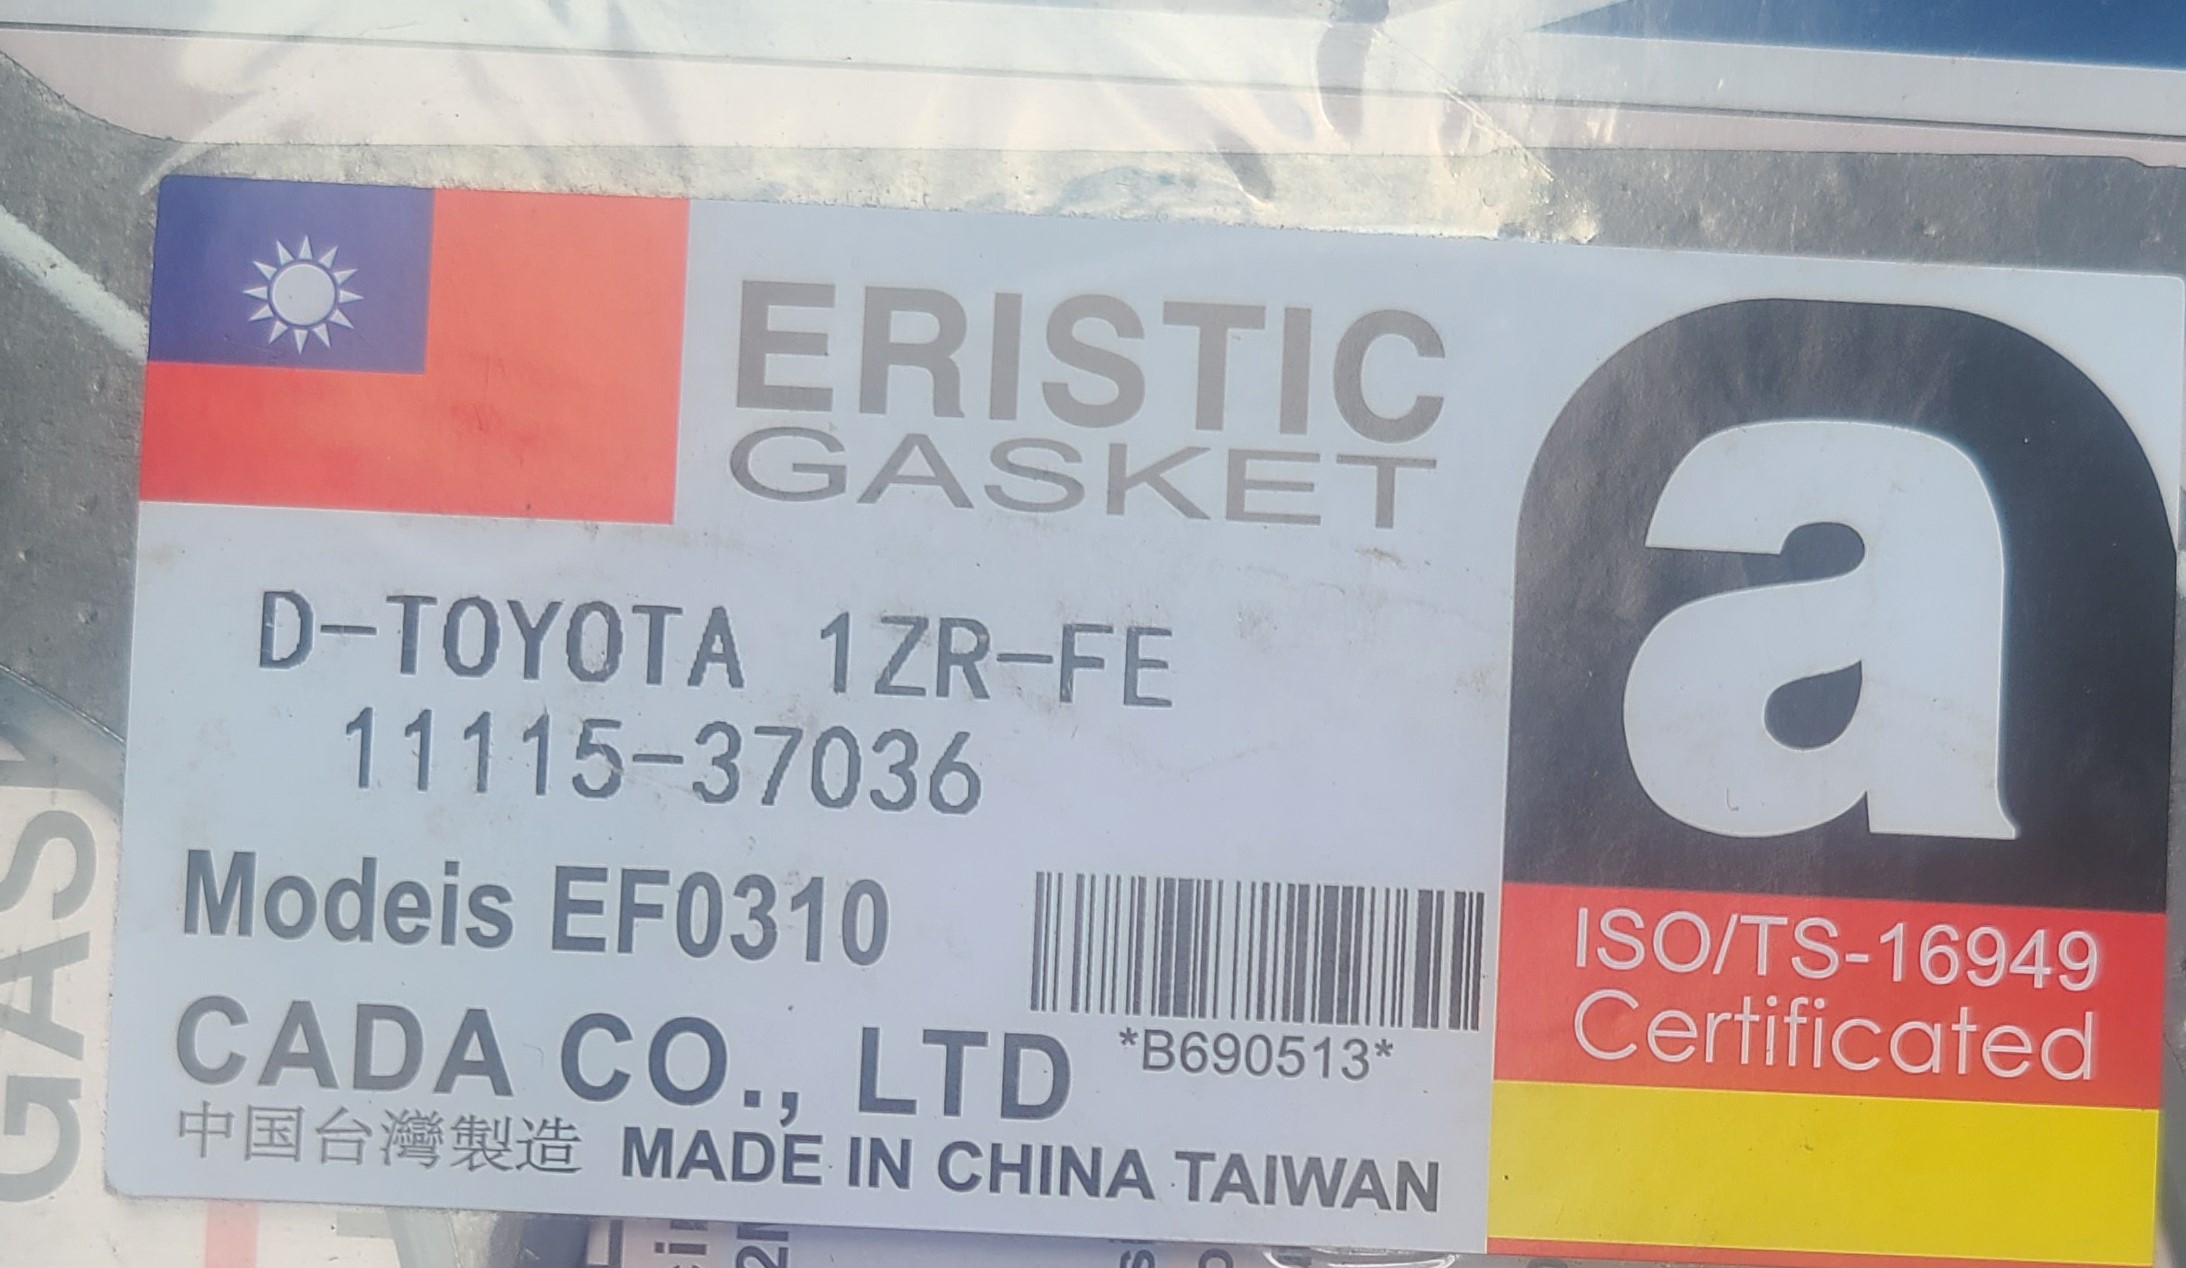 ERISTIC
GASKET
D-TOYOTA 1ZR-FE
11115-37036
Modeis EF0310
*B690513*
CADA CO., LTD
中国台灣製造 MADE IN CHINA TAIWAN
a
ISO/TS-16949
Certificated
GAS